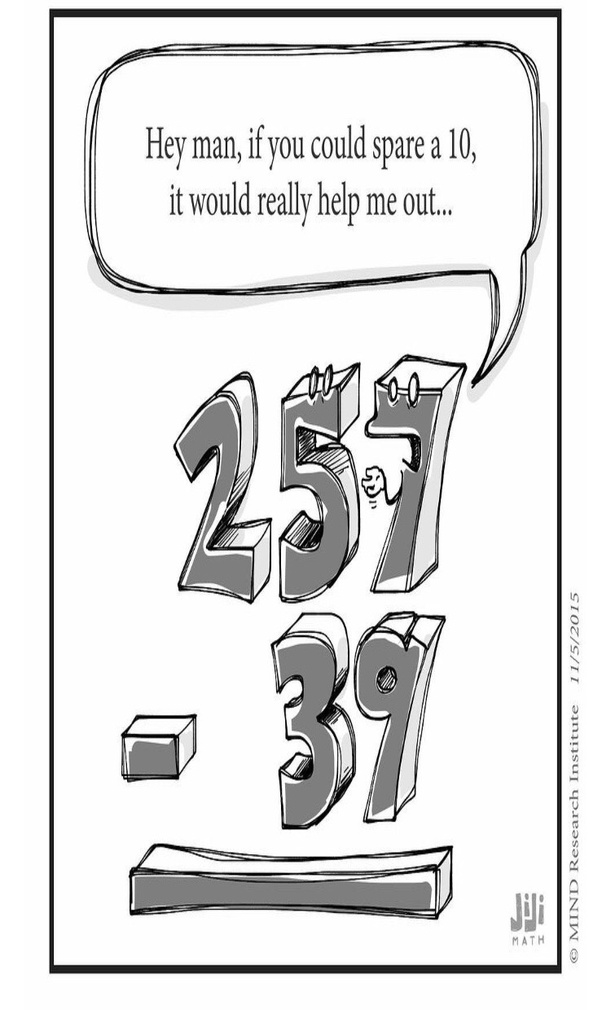 Hey man, if you could spare a 10,
it would really help me out...
257
- 39
JiJi
MATH
© MIND Research Institute 11/5/2015